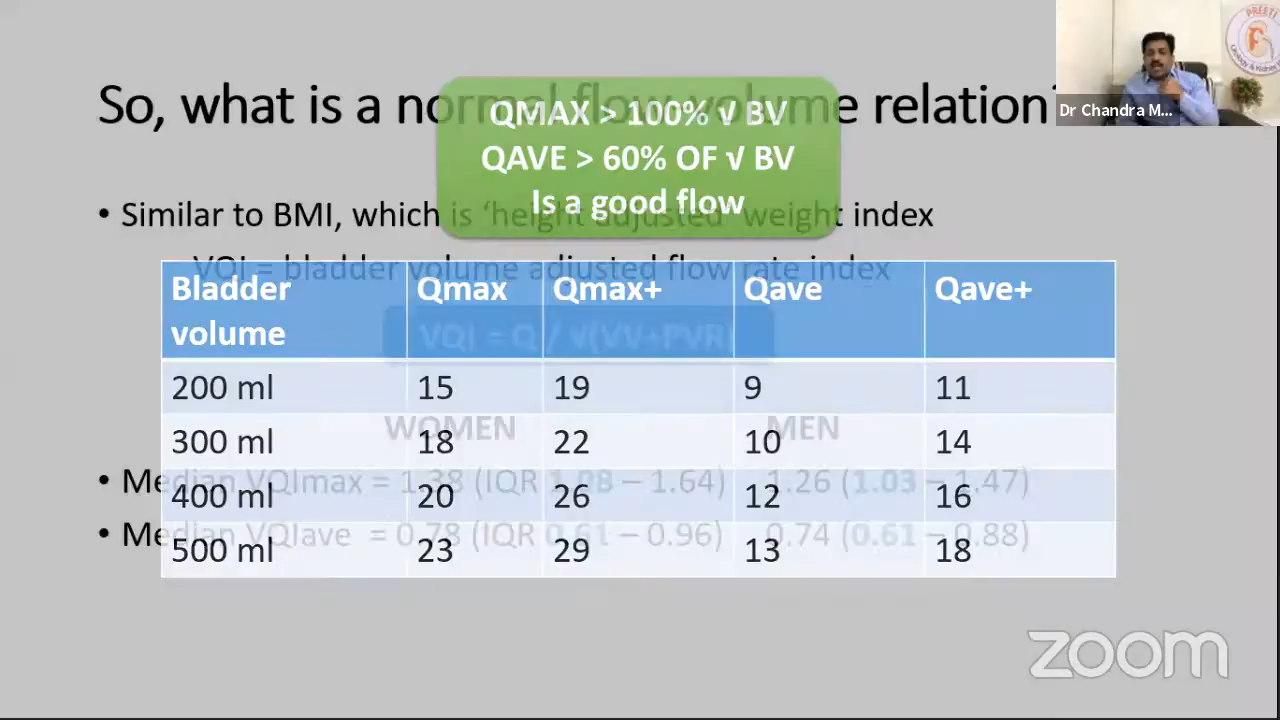 So, what is a normal flow volume relation?
QMAX > 100% √ BV
QAVE > 60% OF √ BV
Is a good flow
• Similar to BMI, which is ‘height adjusted’ weight index
VQI = bladder volume adjusted flow rate index
VQI = Q / √(VV+PVR)
Bladder volume Qmax Qmax+ Qave Qave+
200 ml 15 19 9 11
WOMEN MEN
300 ml 18 22 10 14
• Median VQImax = 1.38 (IQR 1.08 – 1.64) 1.26 (1.03 – 1.47)
400 ml 20 26 12 16
• Median VQIave = 0.78 (IQR 0.61 – 0.96) 0.74 (0.61 – 0.88)
500 ml 23 29 13 18
Dr Chandra M...
PREETI
zoom